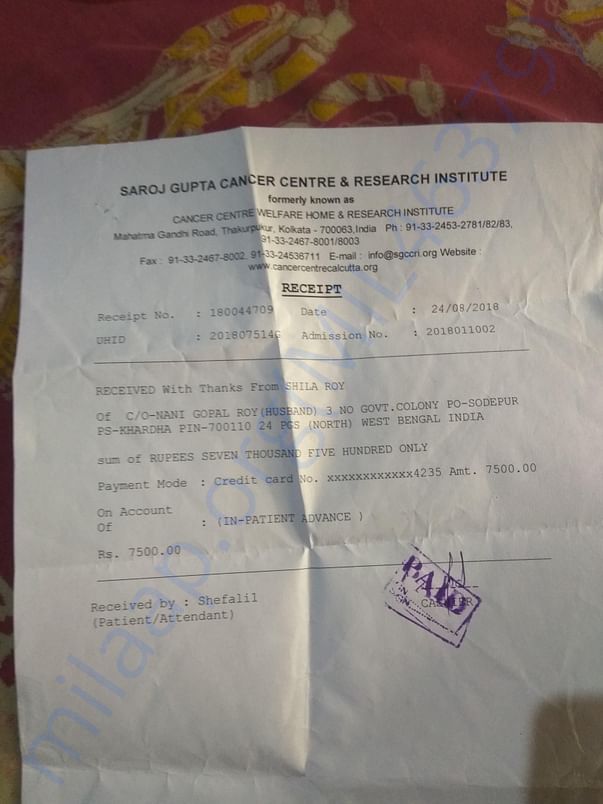 SAROJ GUPTA CANCER CENTRE & RESEARCH INSTITUTE
formerly known as
CANCER CENTRE WELFARE HOME & RESEARCH INSTITUTE
Mahatma Gandhi Road, Thakurpukur, Kolkata - 700063,India Ph : 91-33-2453-2781/82/83,
91-33-2467-8001/8003
Fax : 91-33-2467-8002, 91-33-24536711 E-mail : info@sgccri.org Website :
www.cancercentrecalcutta.org
RECEIPT
Receipt No. : 180044709 Date : 24/08/2018
UHID : 201807514G Admission No. : 2018011002
RECEIVED With Thanks From SHILA ROY
Of C/O-NANI GOPAL ROY(HUSBAND) 3 NO GOVT.COLONY PO-SODEPUR
PS-KHARDHA PIN-700110 24 PGS (NORTH) WEST BENGAL INDIA
sum of RUPEES SEVEN THOUSAND FIVE HUNDRED ONLY
Payment Mode : Credit card No. xxxxxxxxxxxx4235 Amt. 7500.00
On Account
Of : (IN-PATIENT ADVANCE )
Rs. 7500.00
PAID
CASHIER
Received by : Shefali1
(Patient/Attendant)